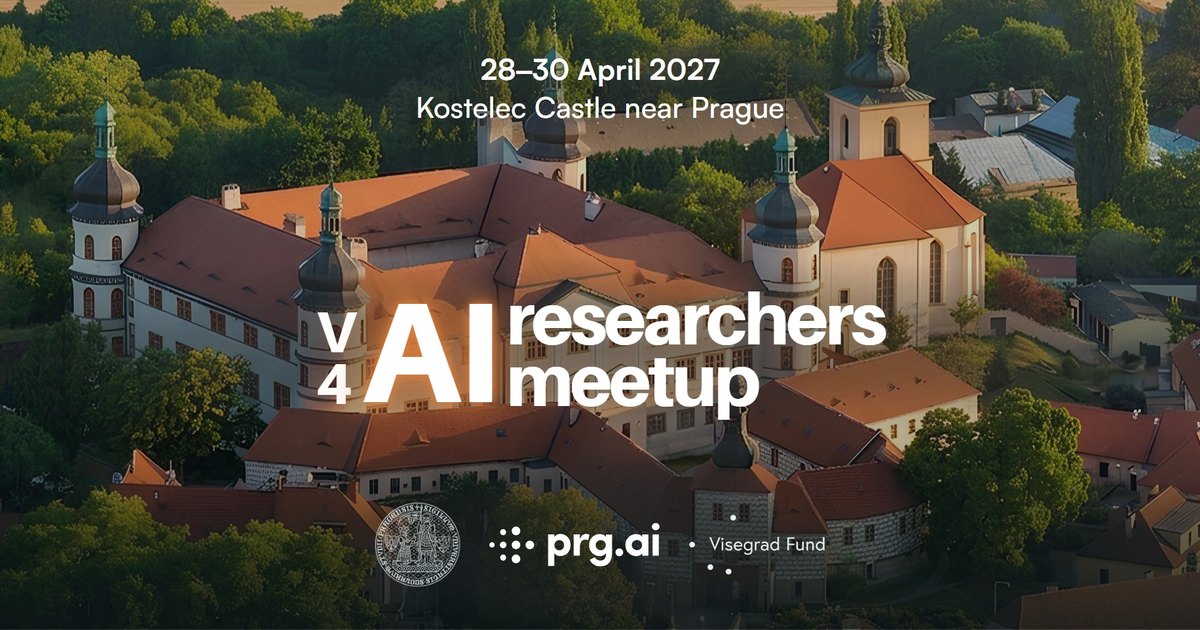 28–30 April 2027
Kostelec Castle near Prague
V4 AI researchers meetup
prg.ai
Visegrad Fund